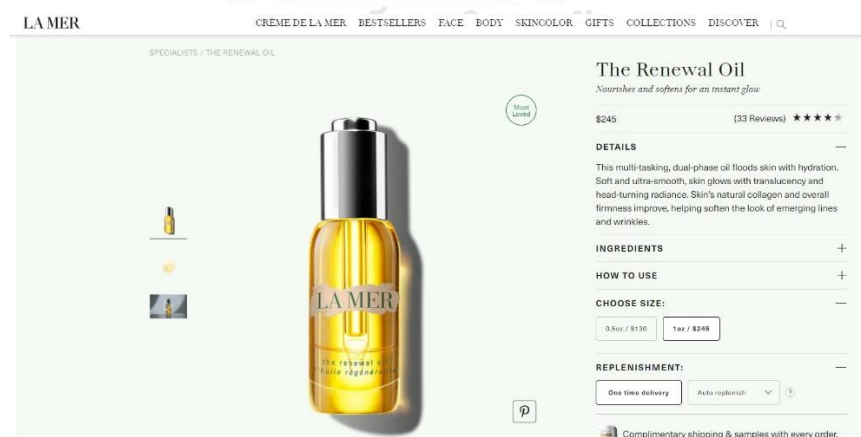 LA MER
CRÈME DE LA MER BESTSELLERS FACE BODY SKINCOLOR GIFTS COLLECTIONS DISCOVER
SPECIALISTS / THE RENEWAL OIL
Most
Loved
LA MER
the renewal oil
l'huile régénérante
The Renewal Oil
Nourishes and softens for an instant glow
$245 (33 Reviews)
DETAILS
This multi-tasking, dual-phase oil floods skin with hydration.
Soft and ultra-smooth, skin glows with translucency and
head-turning radiance. Skin's natural collagen and overall
firmness improve, helping soften the look of emerging lines
and wrinkles.
INGREDIENTS
HOW TO USE
CHOOSE SIZE:
0.5oz / $130 1oz / $245
REPLENISHMENT:
One time delivery Auto replenish ?
Complimentary shipping & samples with every order.